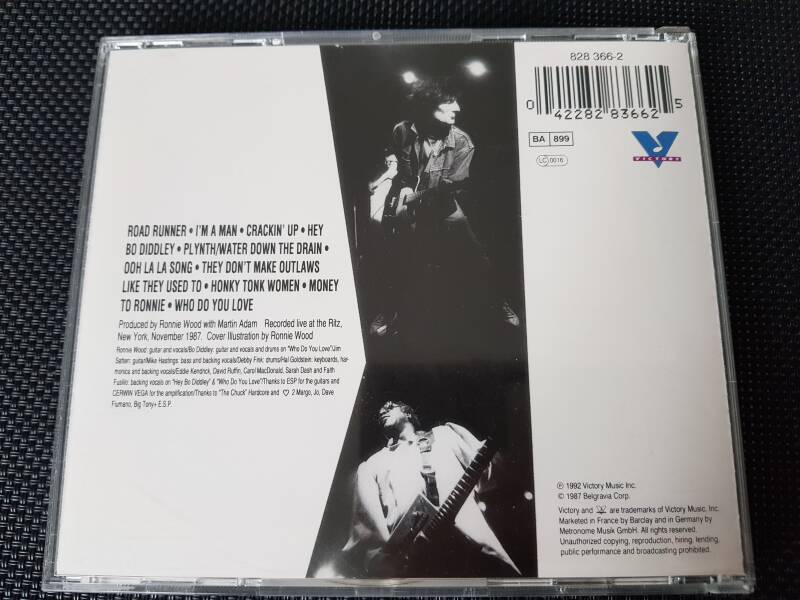 828 366-2
0 42282 83662 5
BA 899
LC 0016
VICTORY
ROAD RUNNER • I'M A MAN • CRACKIN' UP • HEY
BO DIDDLEY • PLYNTH/WATER DOWN THE DRAIN •
OOH LA LA SONG • THEY DON'T MAKE OUTLAWS
LIKE THEY USED TO • HONKY TONK WOMEN • MONEY
TO RONNIE • WHO DO YOU LOVE
Produced by Ronnie Wood with Martin Adam Recorded live at the Ritz,
New York, November 1987. Cover Illustration by Ronnie Wood
Ronnie Wood: guitar and vocals/Bo Diddley: guitar and vocals and drums on "Who Do You Love"/Jim
Satten: guitar/Mike Hastings: bass and backing vocals/Debby Fink: drums/Hal Goldstein: keyboards, har-
monics and backing vocals/Eddie Kendrick, David Ruffin, Carol MacDonald, Sarah Dash and Faith
Fusillo: backing vocals on "Hey Bo Diddley" & "Who Do You Love"/Thanks to ESP for the guitars and
CERWIN VEGA for the amplification/Thanks to "The Chuck" Hardcore and ♡ 2 Margo, Jo, Dave
Fiumano, Big Tony+ E.S.P.
℗ 1992 Victory Music Inc.
© 1987 Belgravia Corp.
Victory and V are trademarks of Victory Music, Inc.
Marketed in France by Barclay and in Germany by
Metronome Musik GmbH. All rights reserved.
Unauthorized copying, reproduction, hiring, lending,
public performance and broadcasting prohibited.